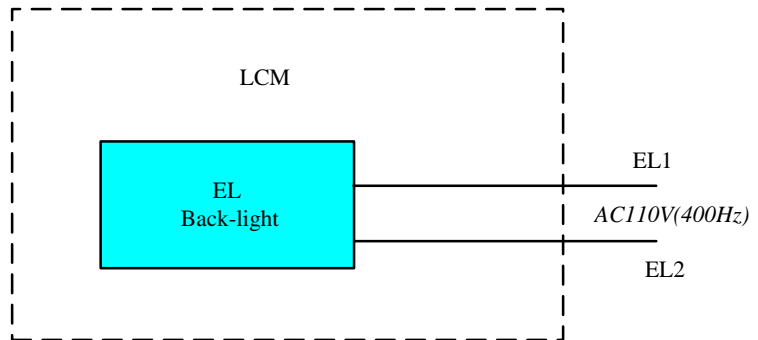 LCM
EL1
EL
Back-light
AC110V(400Hz)
EL2